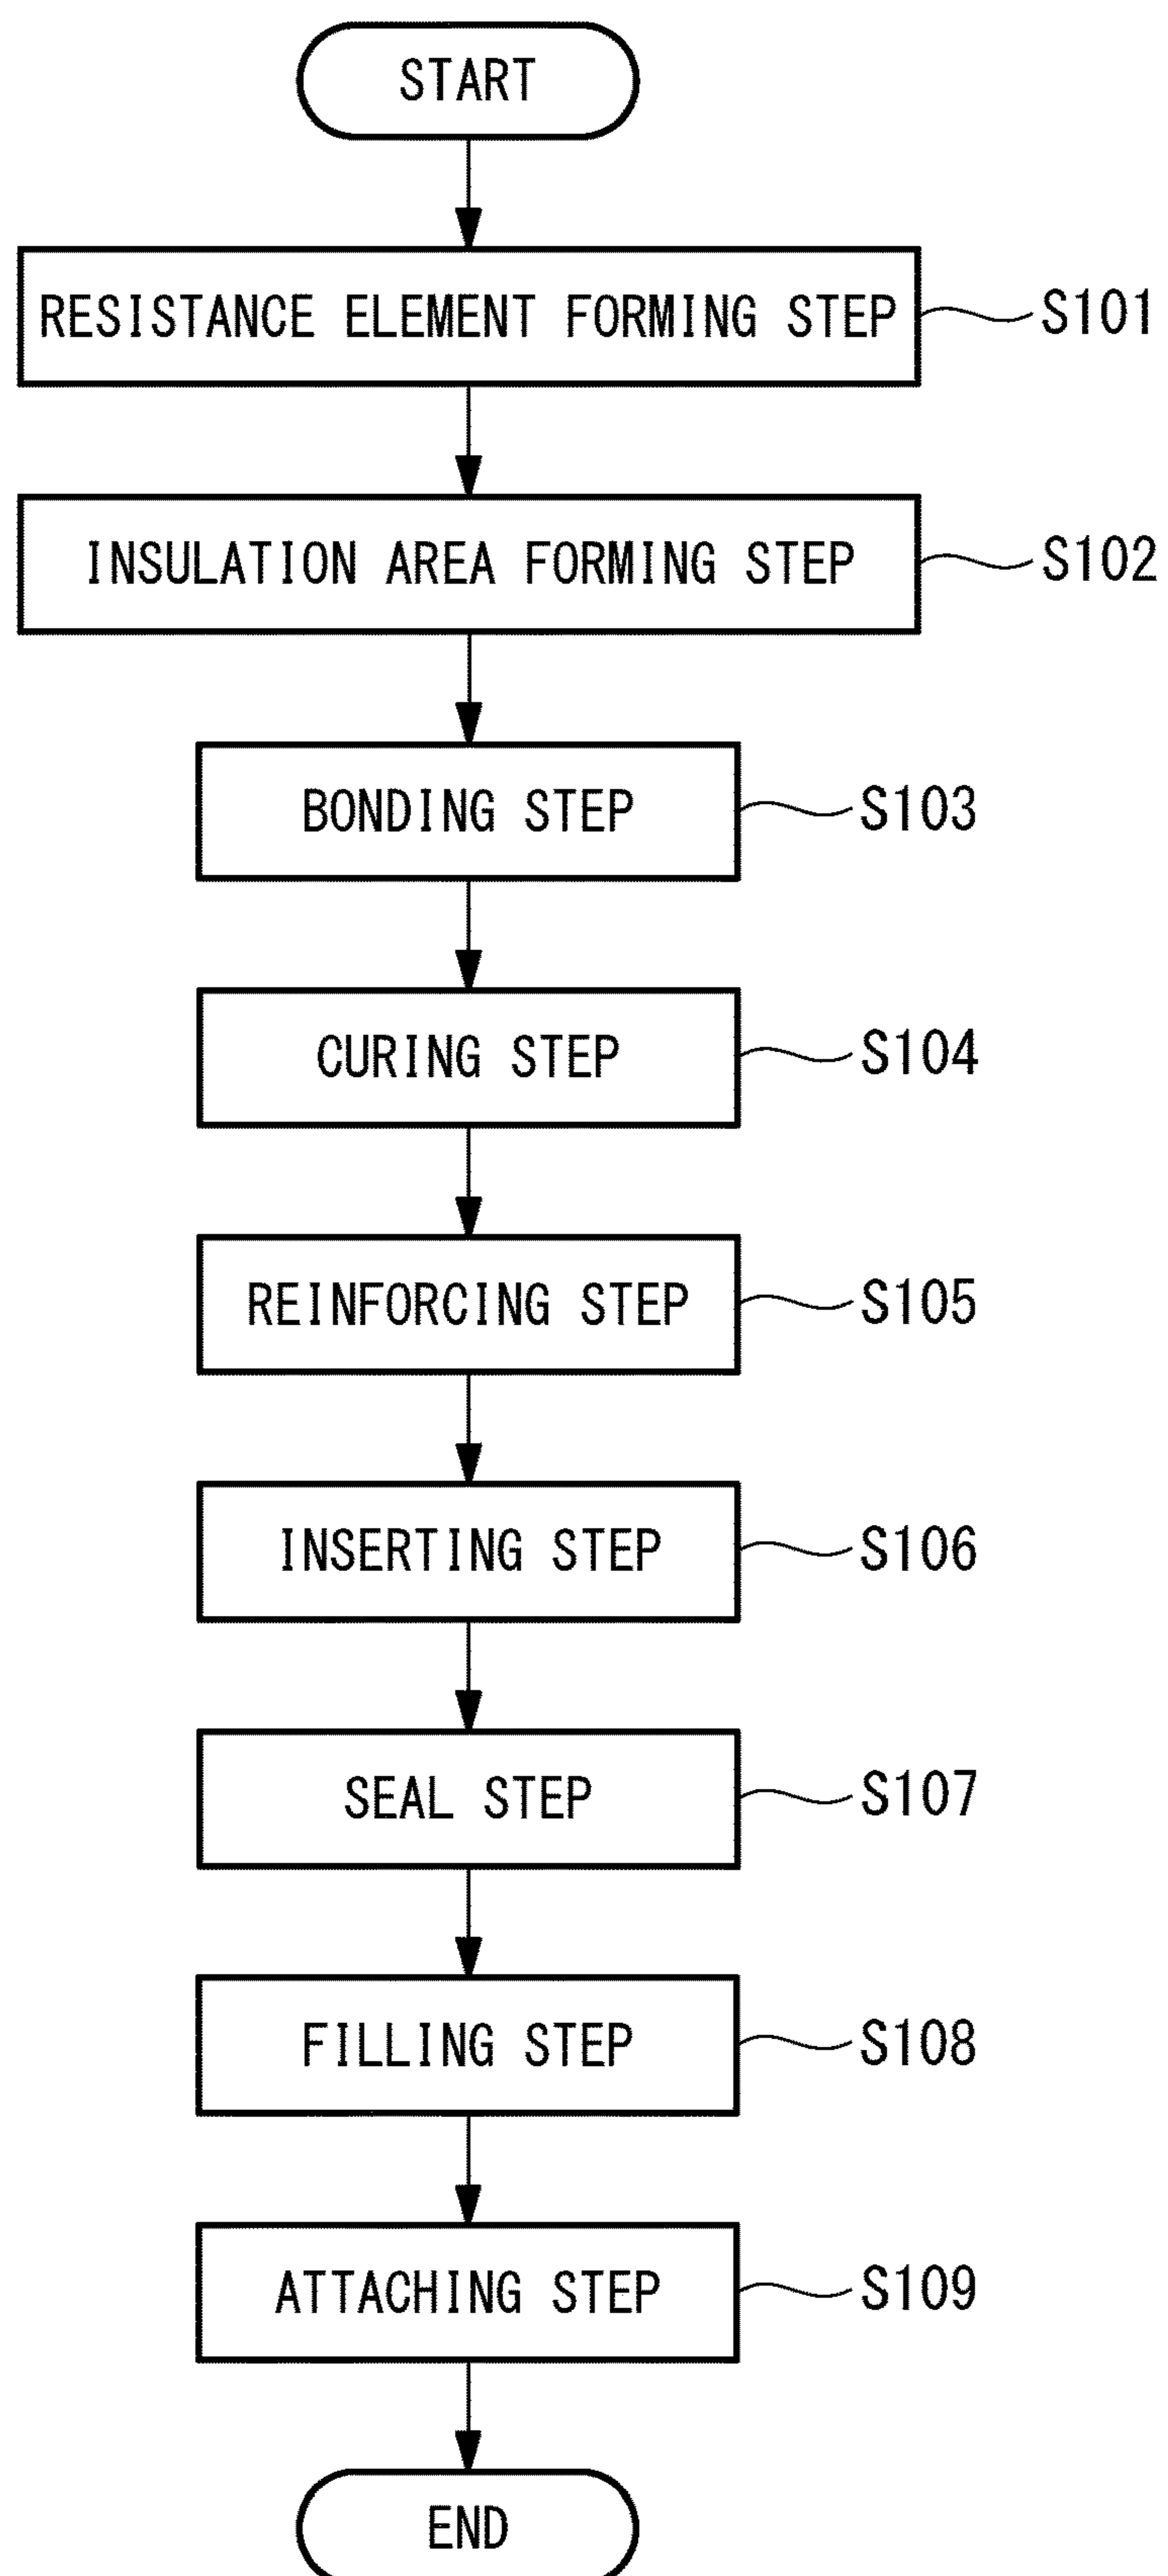 START
RESISTANCE ELEMENT FORMING STEP S101
INSULATION AREA FORMING STEP S102
BONDING STEP S103
CURING STEP S104
REINFORCING STEP S105
INSERTING STEP S106
SEAL STEP S107
FILLING STEP S108
ATTACHING STEP S109
END